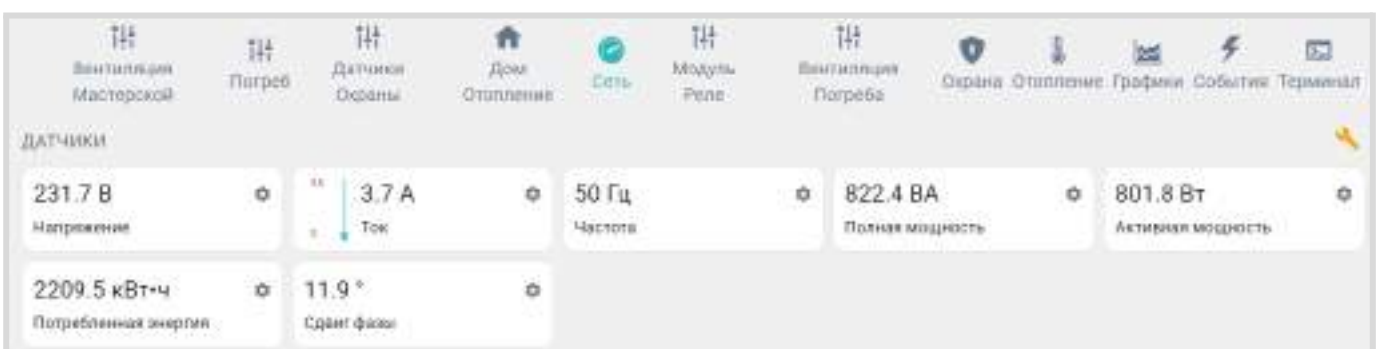 Вентиляция
Мастерской
Погреб
Датчики
Охраны
Дом
Отопление
Сеть
Модуль
Реле
Вентиляция
Погреба
Охрана
Отопление
Графики
События
Терминал
ДАТЧИКИ
231.7 В
Напряжение
3.7 А
Ток
50 Гц
Частота
822.4 ВА
Полная мощность
801.8 Вт
Активная мощность
2209.5 кВт•ч
Потребленная энергия
11.9 °
Сдвиг фазы